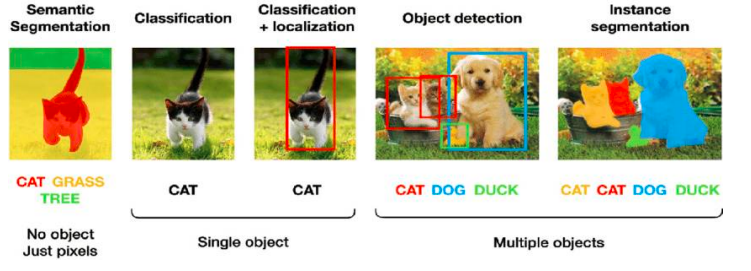 Semantic
Segmentation
Classification
Classification
+ localization
Object detection
Instance
segmentation
CAT GRASS
TREE
CAT
CAT
CAT DOG DUCK
CAT CAT DOG DUCK
No object
Just pixels
Single object
Multiple objects